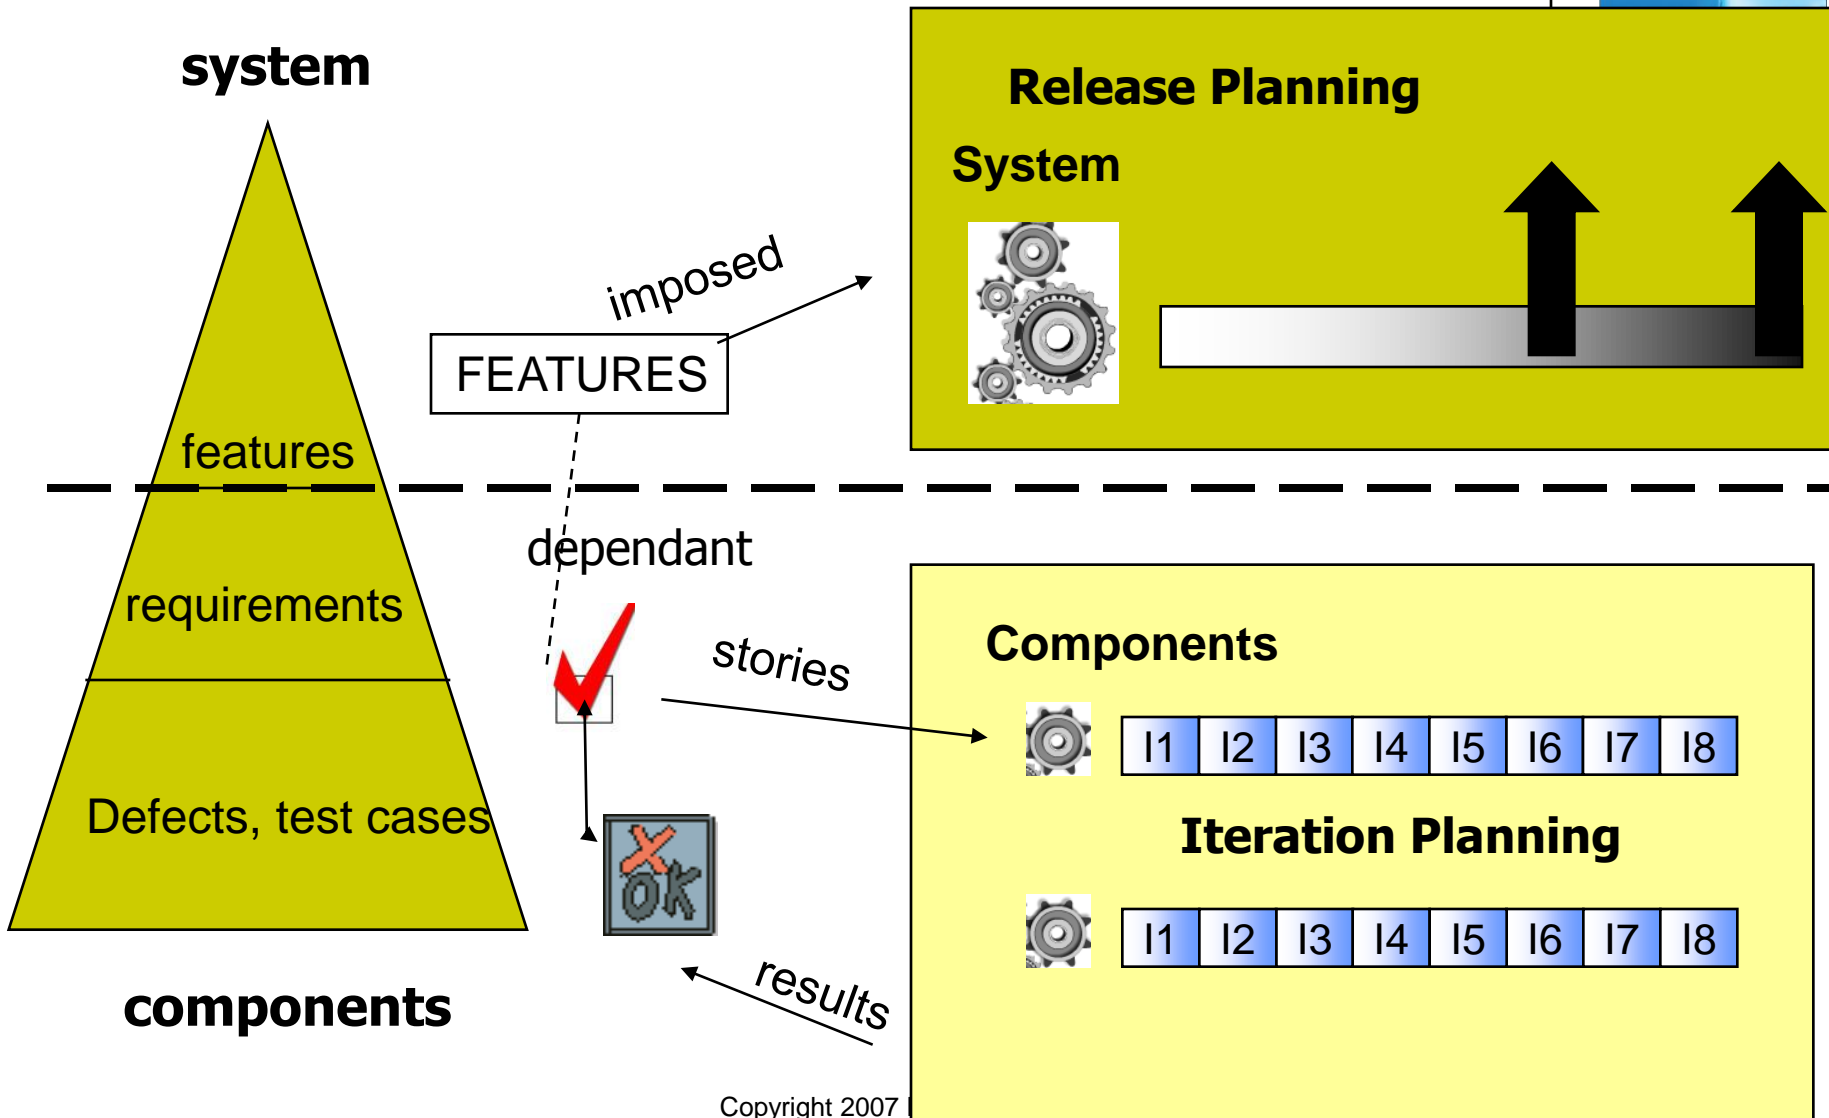 system
features
requirements
Defects, test cases
components
FEATURES
imposed
dependant
stories
results
Release Planning
System
Components
I1 I2 I3 I4 I5 I6 I7 I8
Iteration Planning
I1 I2 I3 I4 I5 I6 I7 I8
X
OK
Copyright 2007